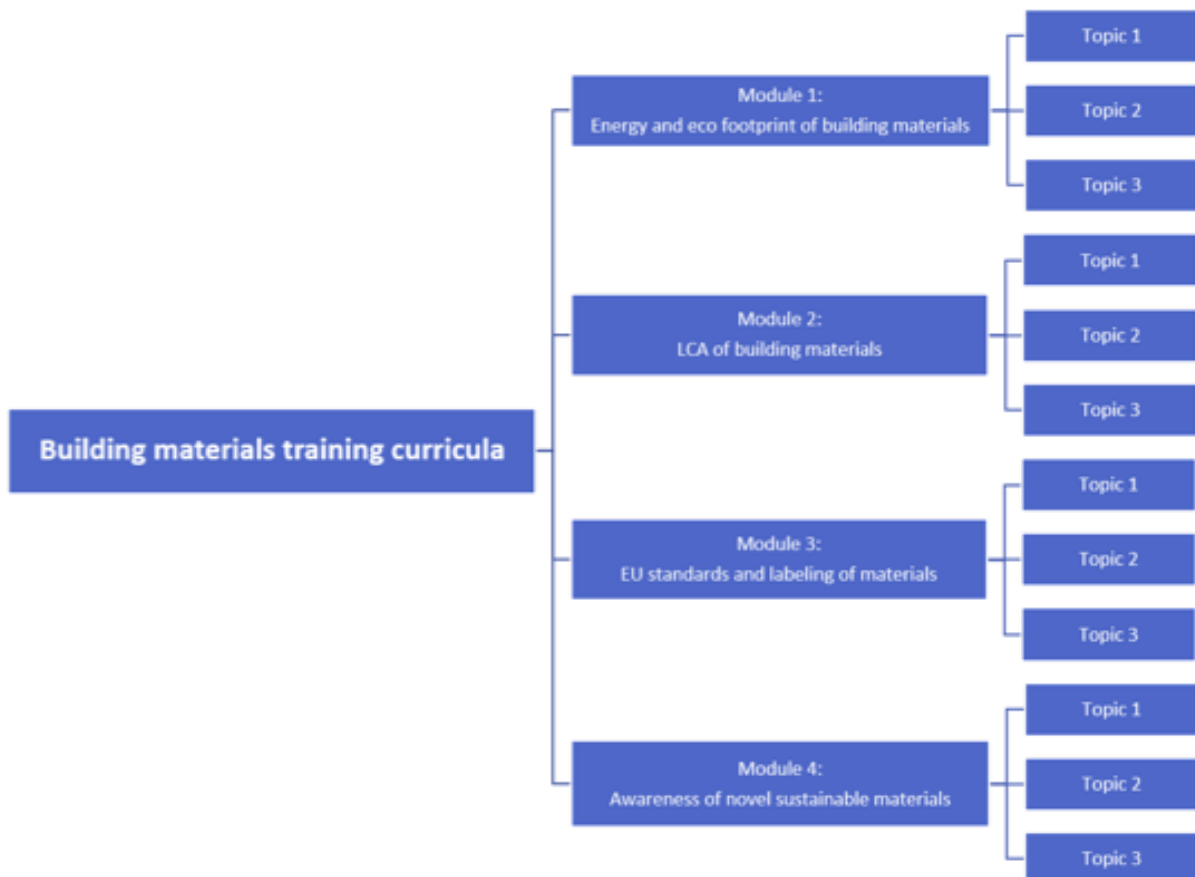 Building materials training curricula
Module 1:
Energy and eco footprint of building materials
Topic 1
Topic 2
Topic 3
Module 2:
LCA of building materials
Topic 1
Topic 2
Topic 3
Module 3:
EU standards and labeling of materials
Topic 1
Topic 2
Topic 3
Module 4:
Awareness of novel sustainable materials
Topic 1
Topic 2
Topic 3